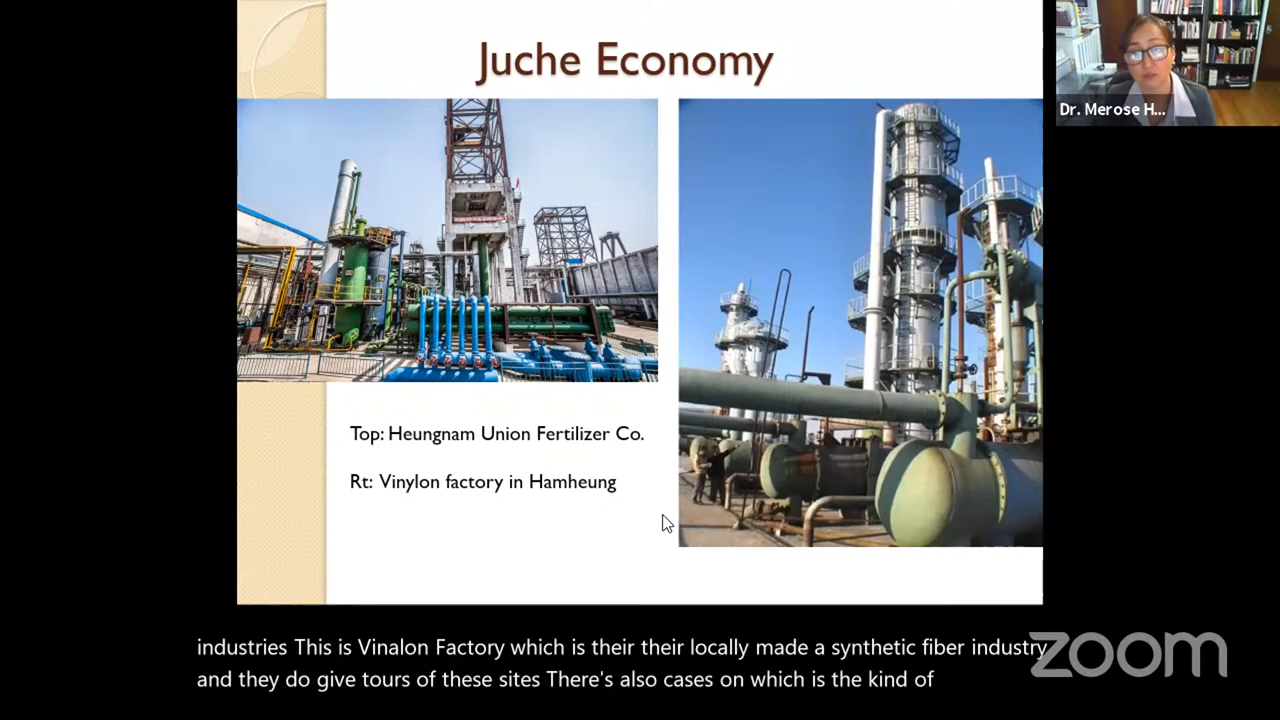 Juche Economy
Dr. Merose H...
Top: Heungnam Union Fertilizer Co.
Rt: Vinylon factory in Hamheung
industries This is Vinalon Factory which is their their locally made a synthetic fiber industry
and they do give tours of these sites There's also cases on which is the kind of
zoom